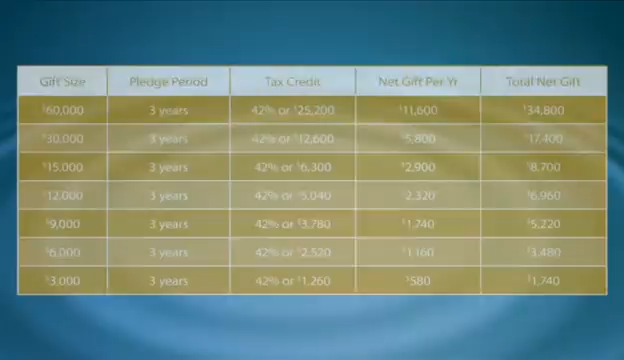 Gift Size Pledge Period Tax Credit Net Gift Per Yr Total Net Gift
$60,000 3 years 42% or $25,200 $11,600 $34,800
$30,000 3 years 42% or $12,600 $5,800 $17,400
$15,000 3 years 42% or $6,300 $2,900 $8,700
$12,000 3 years 42% or $5,040 $2,320 $6,960
$9,000 3 years 42% or $3,780 $1,740 $5,220
$6,000 3 years 42% or $2,520 $1,160 $3,480
$3,000 3 years 42% or $1,260 $580 $1,740